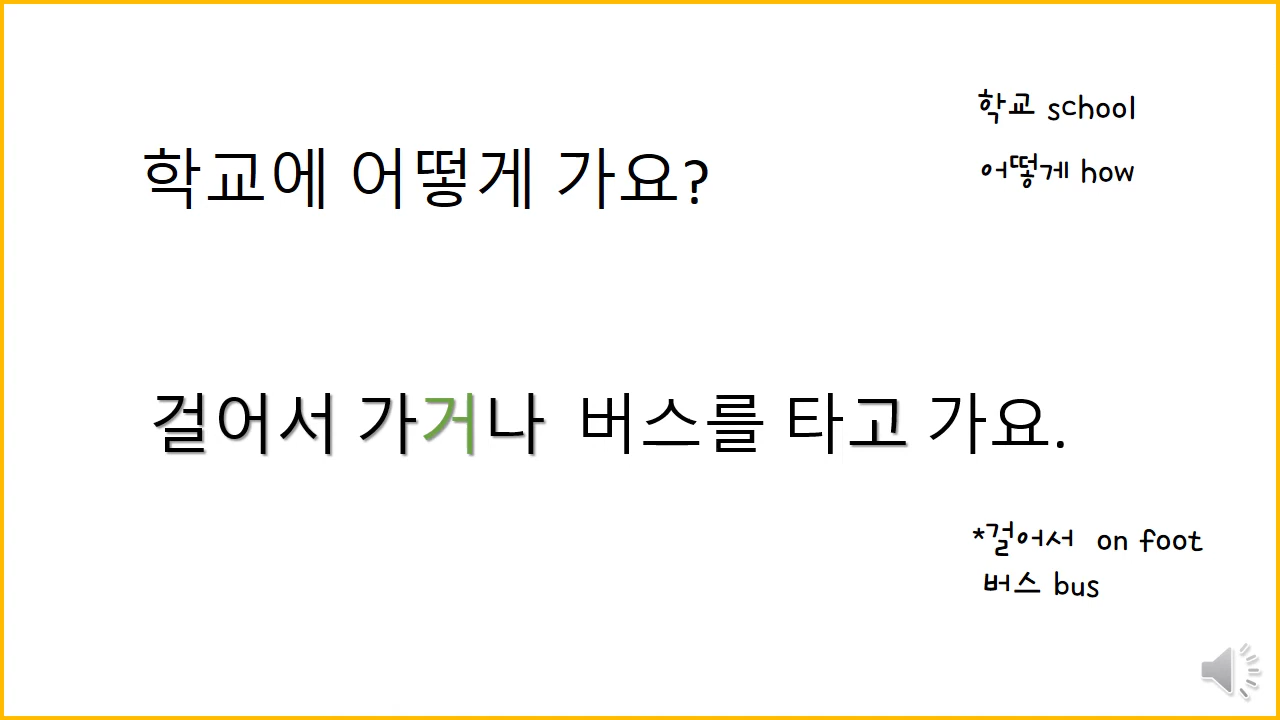 학교 school
학교에 어떻게 가요?
어떻게 how
걸어서 가거나 버스를 타고 가요.
*걸어서 on foot
버스 bus